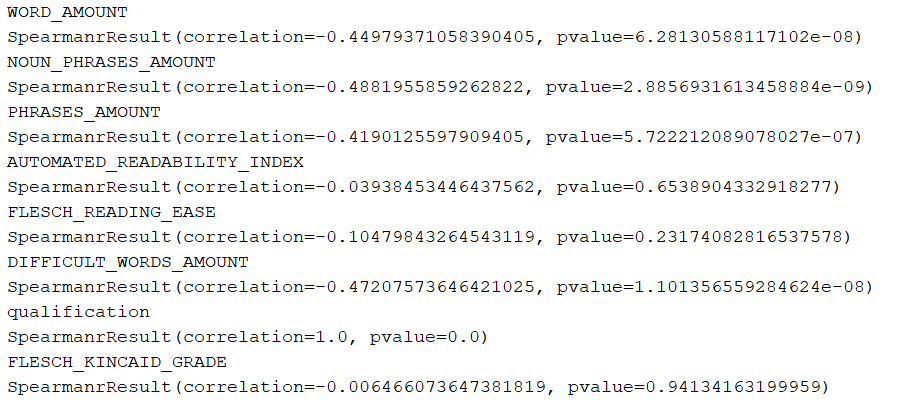 WORD_AMOUNT
SpearmanrResult(correlation=-0.44979371058390405, pvalue=6.28130588117102e-08)
NOUN_PHRASES_AMOUNT
SpearmanrResult(correlation=-0.4881955859262822, pvalue=2.8856931613458884e-09)
PHRASES_AMOUNT
SpearmanrResult(correlation=-0.4190125597909405, pvalue=5.722212089078027e-07)
AUTOMATED_READABILITY_INDEX
SpearmanrResult(correlation=-0.03938453446437562, pvalue=0.6538904332918277)
FLESCH_READING_EASE
SpearmanrResult(correlation=-0.10479843264543119, pvalue=0.23174082816537578)
DIFFICULT_WORDS_AMOUNT
SpearmanrResult(correlation=-0.47207573646421025, pvalue=1.101356559284624e-08)
qualification
SpearmanrResult(correlation=1.0, pvalue=0.0)
FLESCH_KINCAID_GRADE
SpearmanrResult(correlation=-0.006466073647381819, pvalue=0.94134163199959)